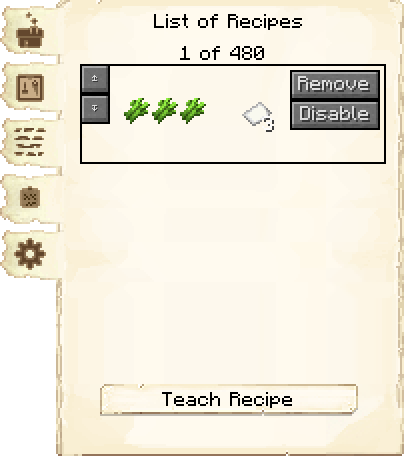 List of Recipes
1 of 480
Remove
3
Disable
Teach Recipe